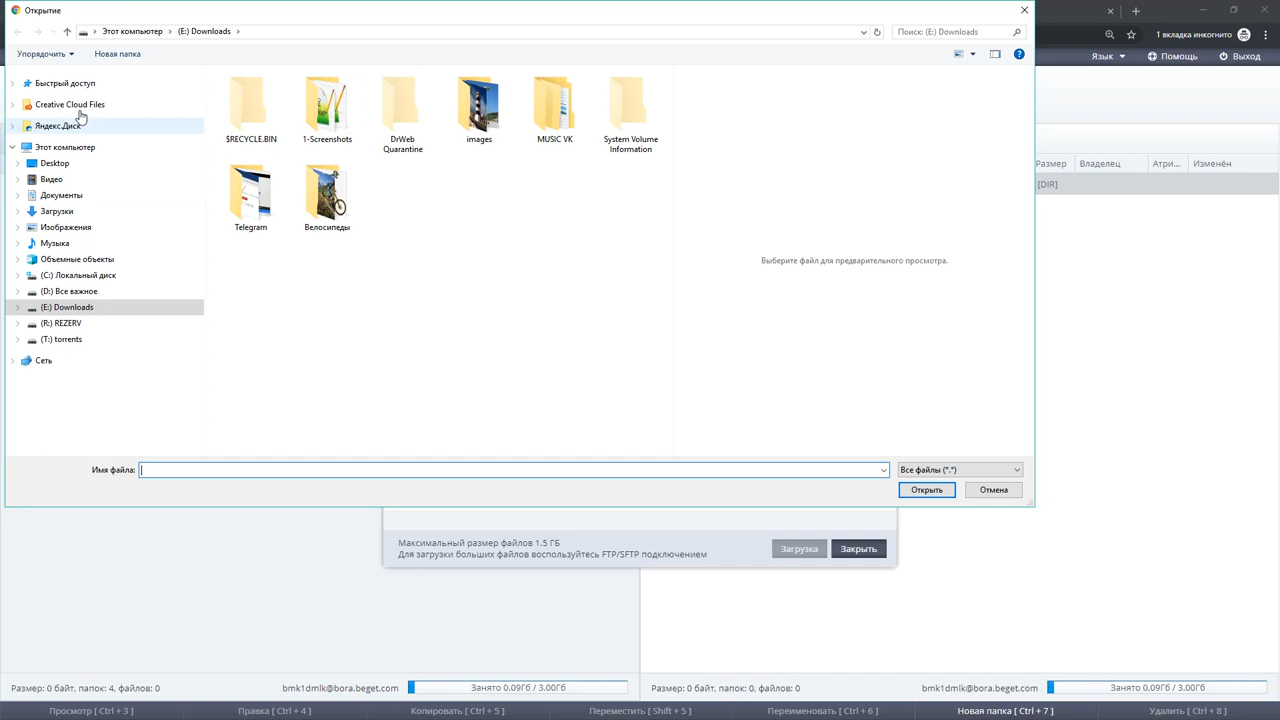 Открытие
1 вкладка инкогнито
Этот компьютер
(E:) Downloads
Поиск: (E:) Downloads
Упорядочить
Новая папка
Язык
Помощь
Выход
Быстрый доступ
Creative Cloud Files
Яндекс.Диск
Этот компьютер
Desktop
Видео
Документы
Загрузки
Изображения
Музыка
Объемные объекты
(C:) Локальный диск
(D:) Все важное
(E:) Downloads
(R:) REZERV
(T:) torrents
Сеть
$RECYCLE.BIN
1-Screenshots
DrWeb
Quarantine
images
MUSIC VK
System Volume
Information
Telegram
Велосипеды
Выберите файл для предварительного просмотра.
Размер
Владелец
Атри...
Изменён
[DIR]
Имя файла:
Все файлы (*.*)
Открыть
Отмена
Максимальный размер файлов 1.5 ГБ
Для загрузки больших файлов воспользуйтесь FTP/SFTP подключением
Загрузка
Закрыть
Размер: 0 байт, папок: 4, файлов: 0
bmk1dmlk@bora.beget.com
Занято 0.09Гб / 3.00Гб
Размер: 0 байт, папок: 0, файлов: 0
bmk1dmlk@bora.beget.com
Занято 0.09Гб / 3.00Гб
Просмотр [ Ctrl + 3 ]
Правка [ Ctrl + 4 ]
Копировать [ Ctrl + 5 ]
Переместить [ Shift + 5 ]
Переименовать [ Ctrl + 6 ]
Новая папка [ Ctrl + 7 ]
Удалить [ Ctrl + 8 ]